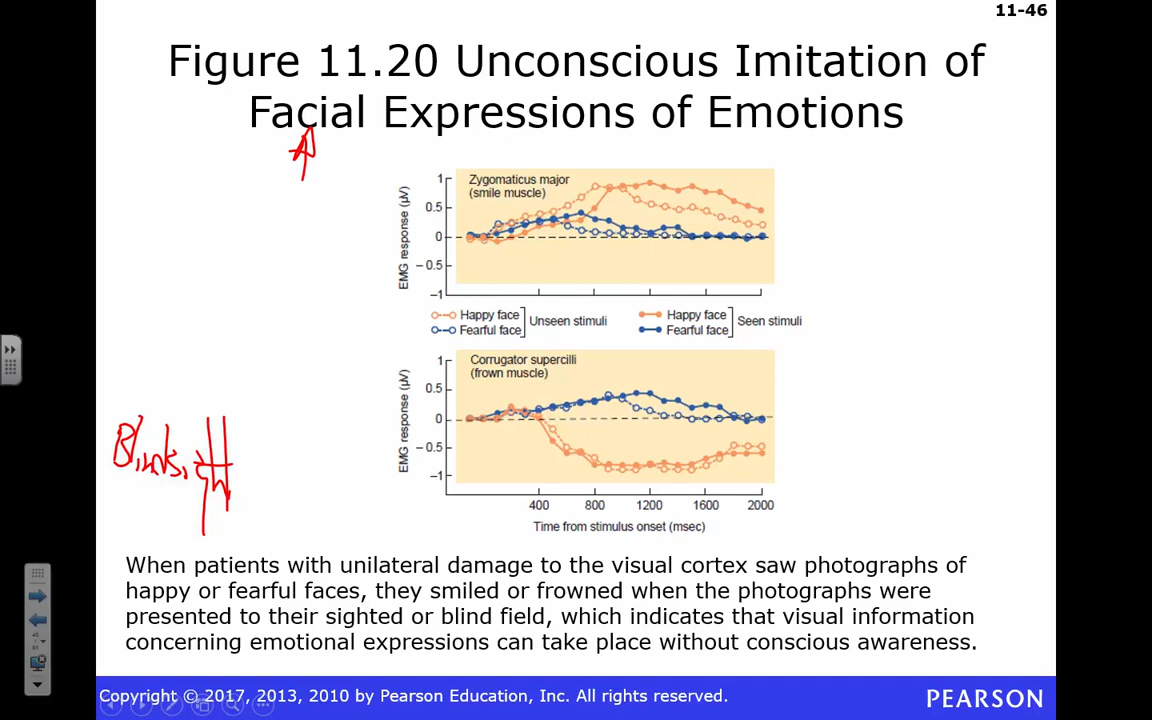 11-46
Figure 11.20 Unconscious Imitation of
Facial Expressions of Emotions
Zygomaticus major
(smile muscle)
EMG response (μV)
1
0.5
0
–0.5
–1
Happy face
Fearful face
Unseen stimuli
Happy face
Fearful face
Seen stimuli
Corrugator supercilli
(frown muscle)
EMG response (μV)
1
0.5
0
–0.5
–1
400 800 1200 1600 2000
Time from stimulus onset (msec)
When patients with unilateral damage to the visual cortex saw photographs of
happy or fearful faces, they smiled or frowned when the photographs were
presented to their sighted or blind field, which indicates that visual information
concerning emotional expressions can take place without conscious awareness.
Copyright © 2017, 2013, 2010 by Pearson Education, Inc. All rights reserved.
PEARSON